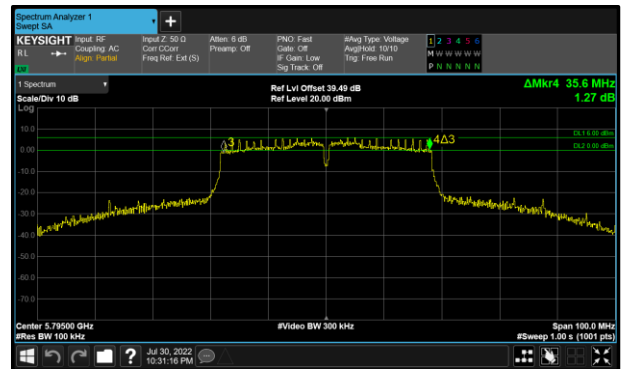 Spectrum Analyzer 1
Swept SA
+
KEYSIGHT Input: RF
RL
Coupling: AC
Align: Partial
LXI
Input Z: 50 Ω
Corr CCorr
Freq Ref: Ext (S)
Atten: 6 dB
Preamp: Off
PNO: Fast
Gate: Off
IF Gain: Low
Sig Track: Off
#Avg Type: Voltage
Avg|Hold: 10/10
Trig: Free Run
1 2 3 4 5 6
M W W W W W
P N N N N N
1 Spectrum
Scale/Div 10 dB
Log
Ref Lvl Offset 39.49 dB
Ref Level 20.00 dBm
ΔMkr4 35.6 MHz
1.27 dB
10.0
0.00
-10.0
-20.0
-30.0
-40.0
-50.0
-60.0
-70.0
3
4Δ3
DL1 6.00 dBm
DL2 0.00 dBm
Center 5.79500 GHz
#Res BW 100 kHz
#Video BW 300 kHz
Span 100.0 MHz
#Sweep 1.00 s (1001 pts)
?
Jul 30, 2022
10:31:16 PM